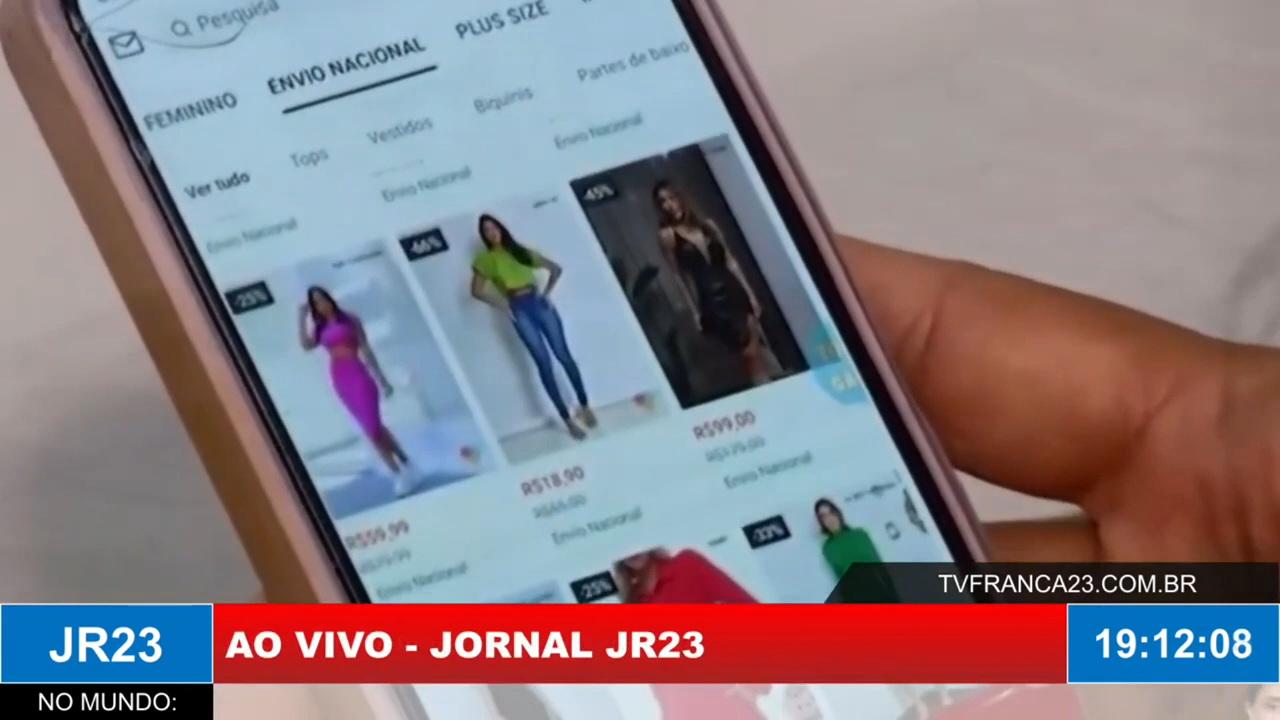 Pesquisa
FEMININO
ENVIO NACIONAL
PLUS SIZE
Ver tudo
Tops
Vestidos
Biquinis
Partes de baixo
Envio Nacional
Envio Nacional
Envio Nacional
-25%
-66%
-45%
R$59,99
R$18,90
R$99,00
Envio Nacional
Envio Nacional
Envio Nacional
-25%
-33%
TVFRANCA23.COM.BR
JR23
AO VIVO - JORNAL JR23
19:12:08
NO MUNDO: